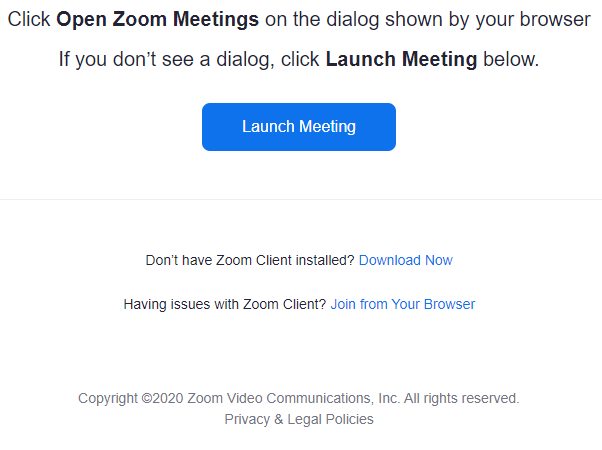 Click Open Zoom Meetings on the dialog shown by your browser
If you don’t see a dialog, click Launch Meeting below.
Launch Meeting
Don’t have Zoom Client installed? Download Now
Having issues with Zoom Client? Join from Your Browser
Copyright ©2020 Zoom Video Communications, Inc. All rights reserved.
Privacy & Legal Policies